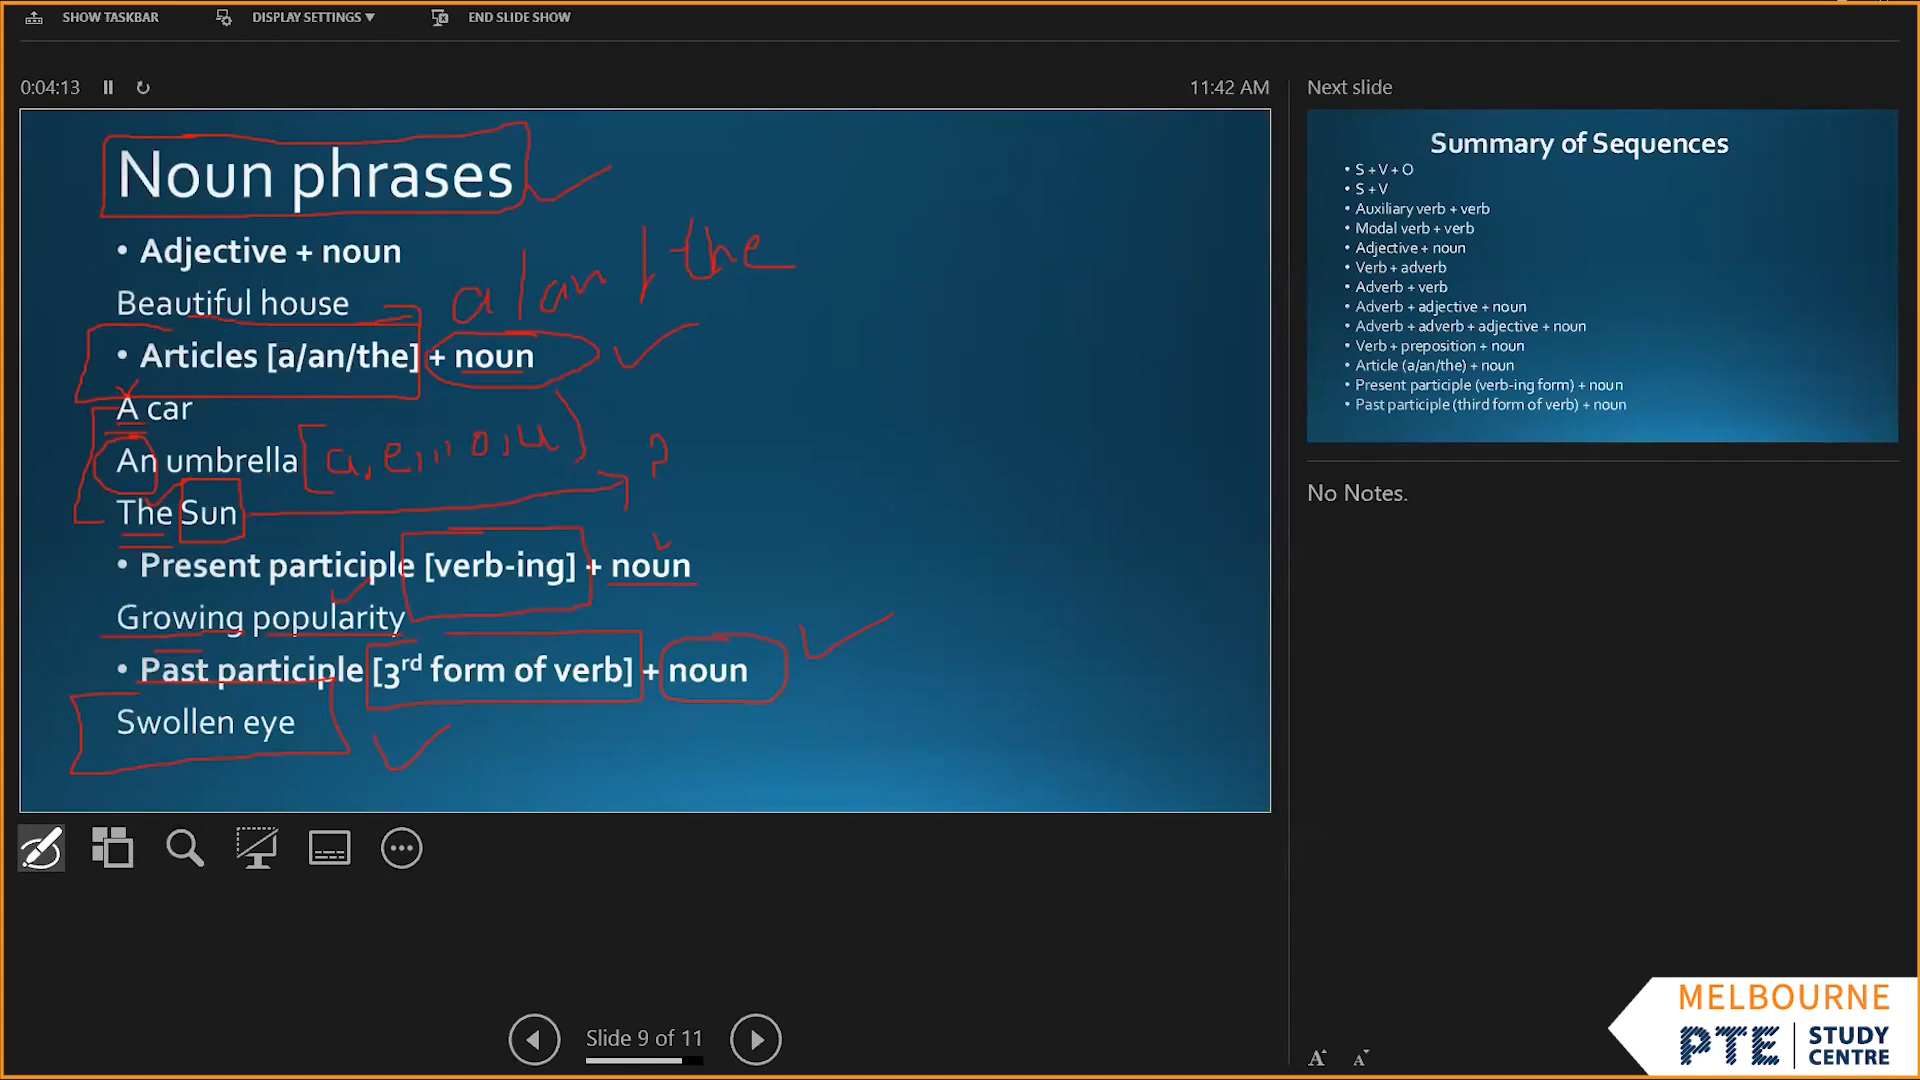 SHOW TASKBAR DISPLAY SETTINGS ▼ END SLIDE SHOW
0:04:13 11:42 AM
Noun phrases
• Adjective + noun
a / an / the
Beautiful house
• Articles [a/an/the] + noun
A car
An umbrella [a, e, i, o, u]
?
The Sun
• Present participle [verb-ing] + noun
Growing popularity
• Past participle [3rd form of verb] + noun
Swollen eye
Slide 9 of 11
Next slide
Summary of Sequences
• S + V + O
• S + V
• Auxiliary verb + verb
• Modal verb + verb
• Adjective + noun
• Verb + adverb
• Adverb + verb
• Adverb + adjective + noun
• Adverb + adverb + adjective + noun
• Verb + preposition + noun
• Article (a/an/the) + noun
• Present participle (verb-ing form) + noun
• Past participle (third form of verb) + noun
No Notes.
A A
MELBOURNE
PTE STUDY
CENTRE